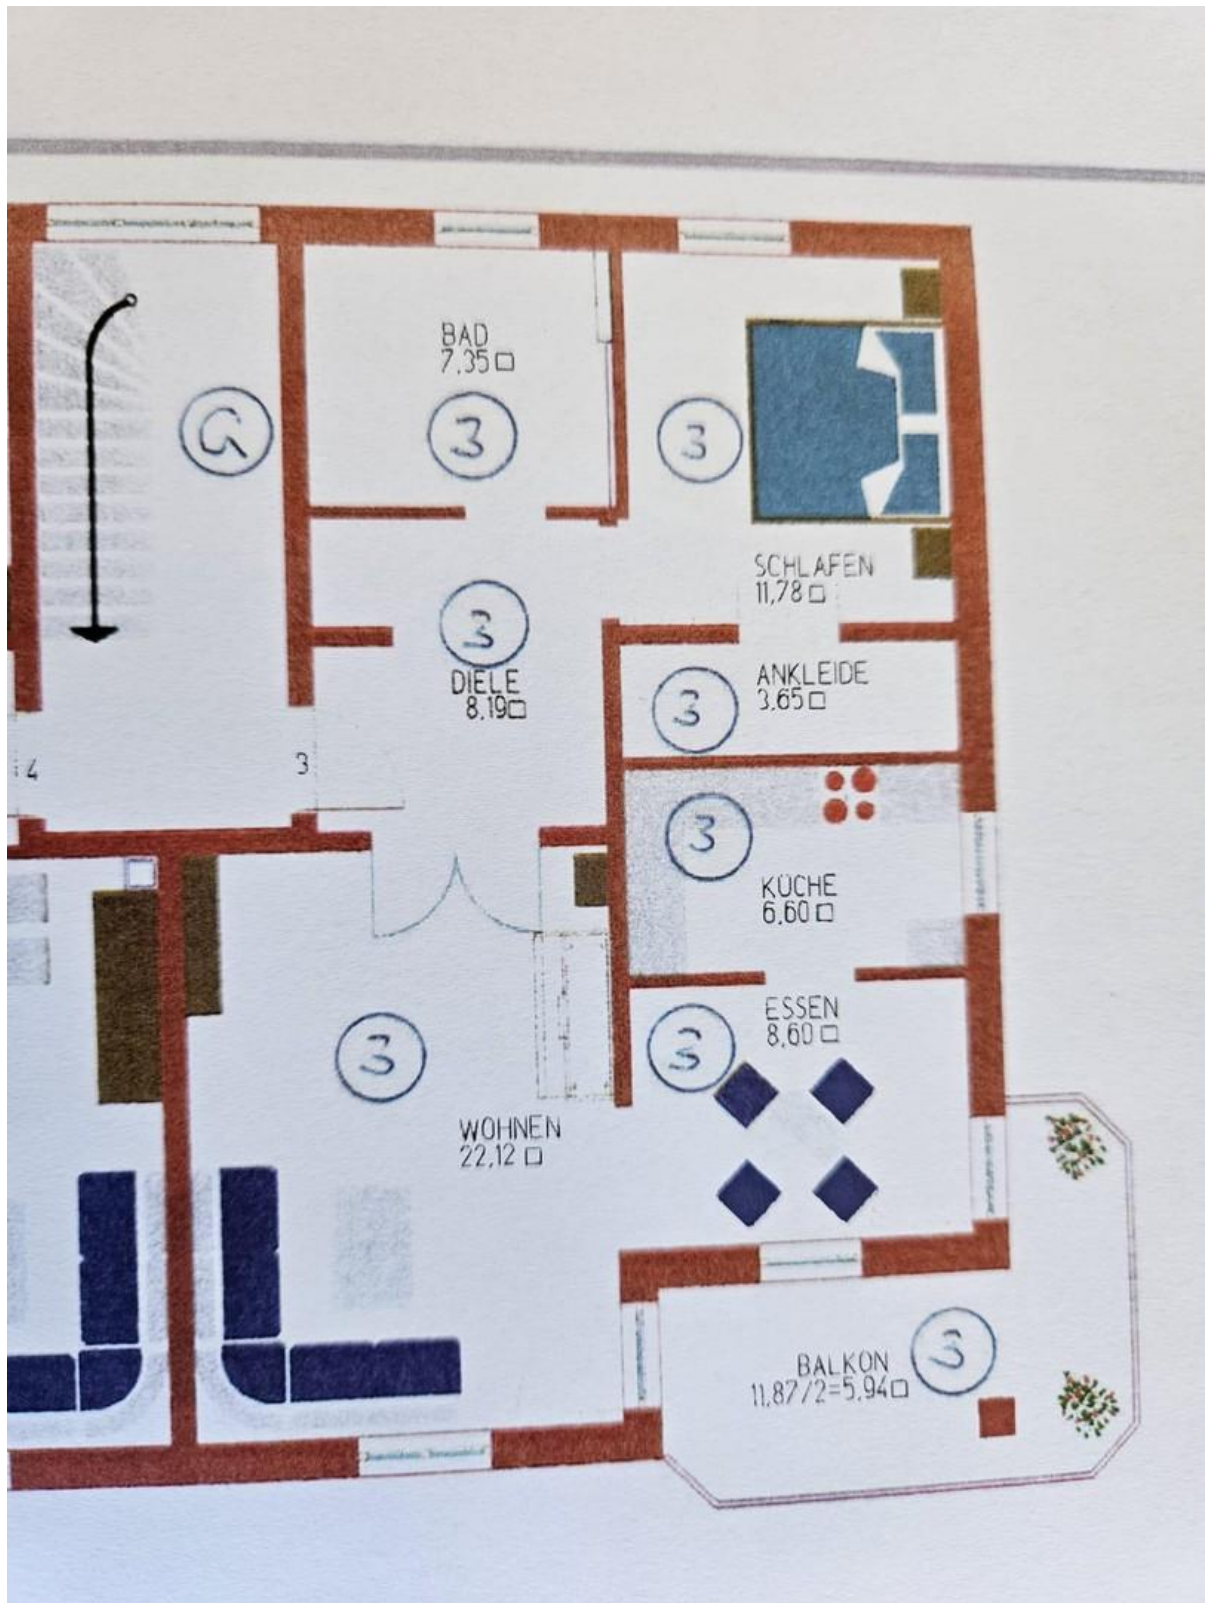 BAD
7,35
G
3
3
SCHLAFEN
11,78
3
DIELE
8,19
ANKLEIDE
3,65
3
4
3
3
KÜCHE
6,60
ESSEN
8,60
3
3
WOHNEN
22,12
BALKON
11,87/2=5,94
3